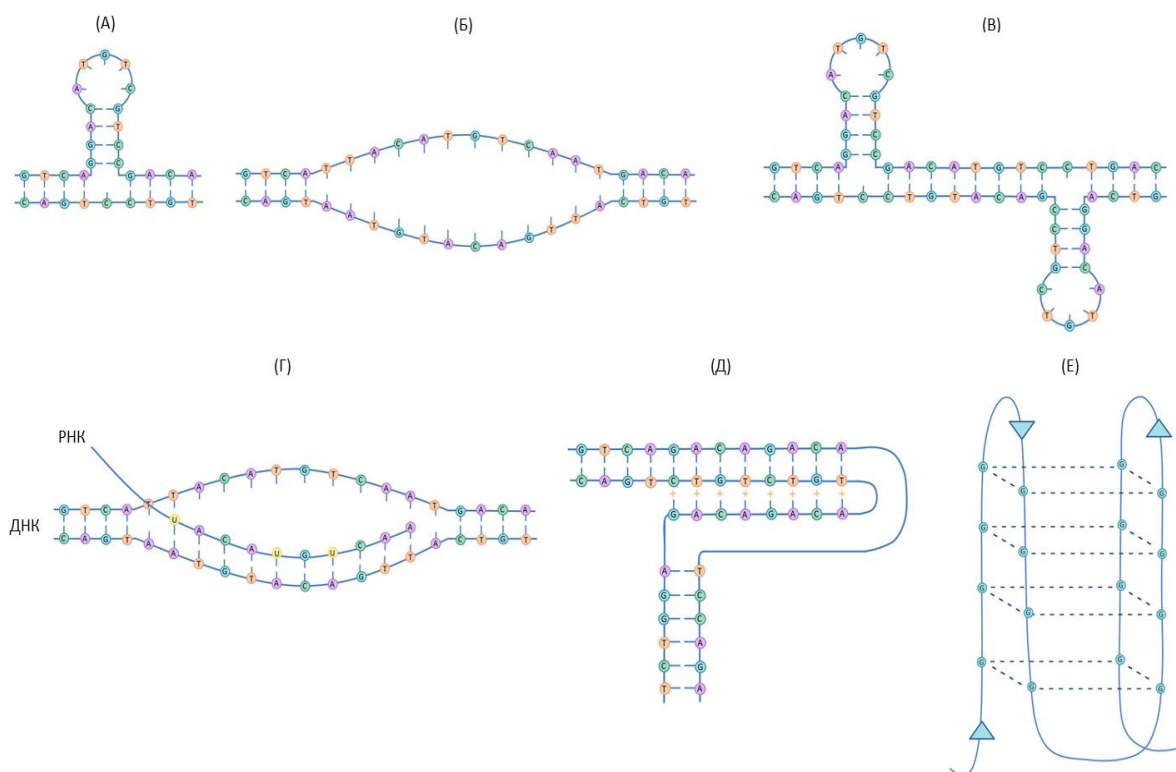 (А)
T G T
A C
C G
A T
G C
G C
G T C A G A C A
C A G T C C T G T
(Б)
G T C A T T A C A T G T C A A T G A C A
C A G T A A T G T A C A G T T A C T G T
(В)
T G T
A C
C G
A T
G C
G C
G T C A G A C A T G T C C T G A C
C A G T C C T G T A C A G A C T G
C G
C G
T A
G C
C A
T G T
(Г)
РНК
ДНК
G T C A T T A C A T G T C A A T G A C A
U A C A U G U C A A
C A G T A A T G T A C A G T T A C T G T
(Д)
G T C A G A C A G A C A
C A G T C T G T C T G T
+ + + + + + +
G A C A G A C A
A T
G C
G C
T A
C G
T A
(Е)
G G
G G
G G
G G
G G
G G
G G
G G